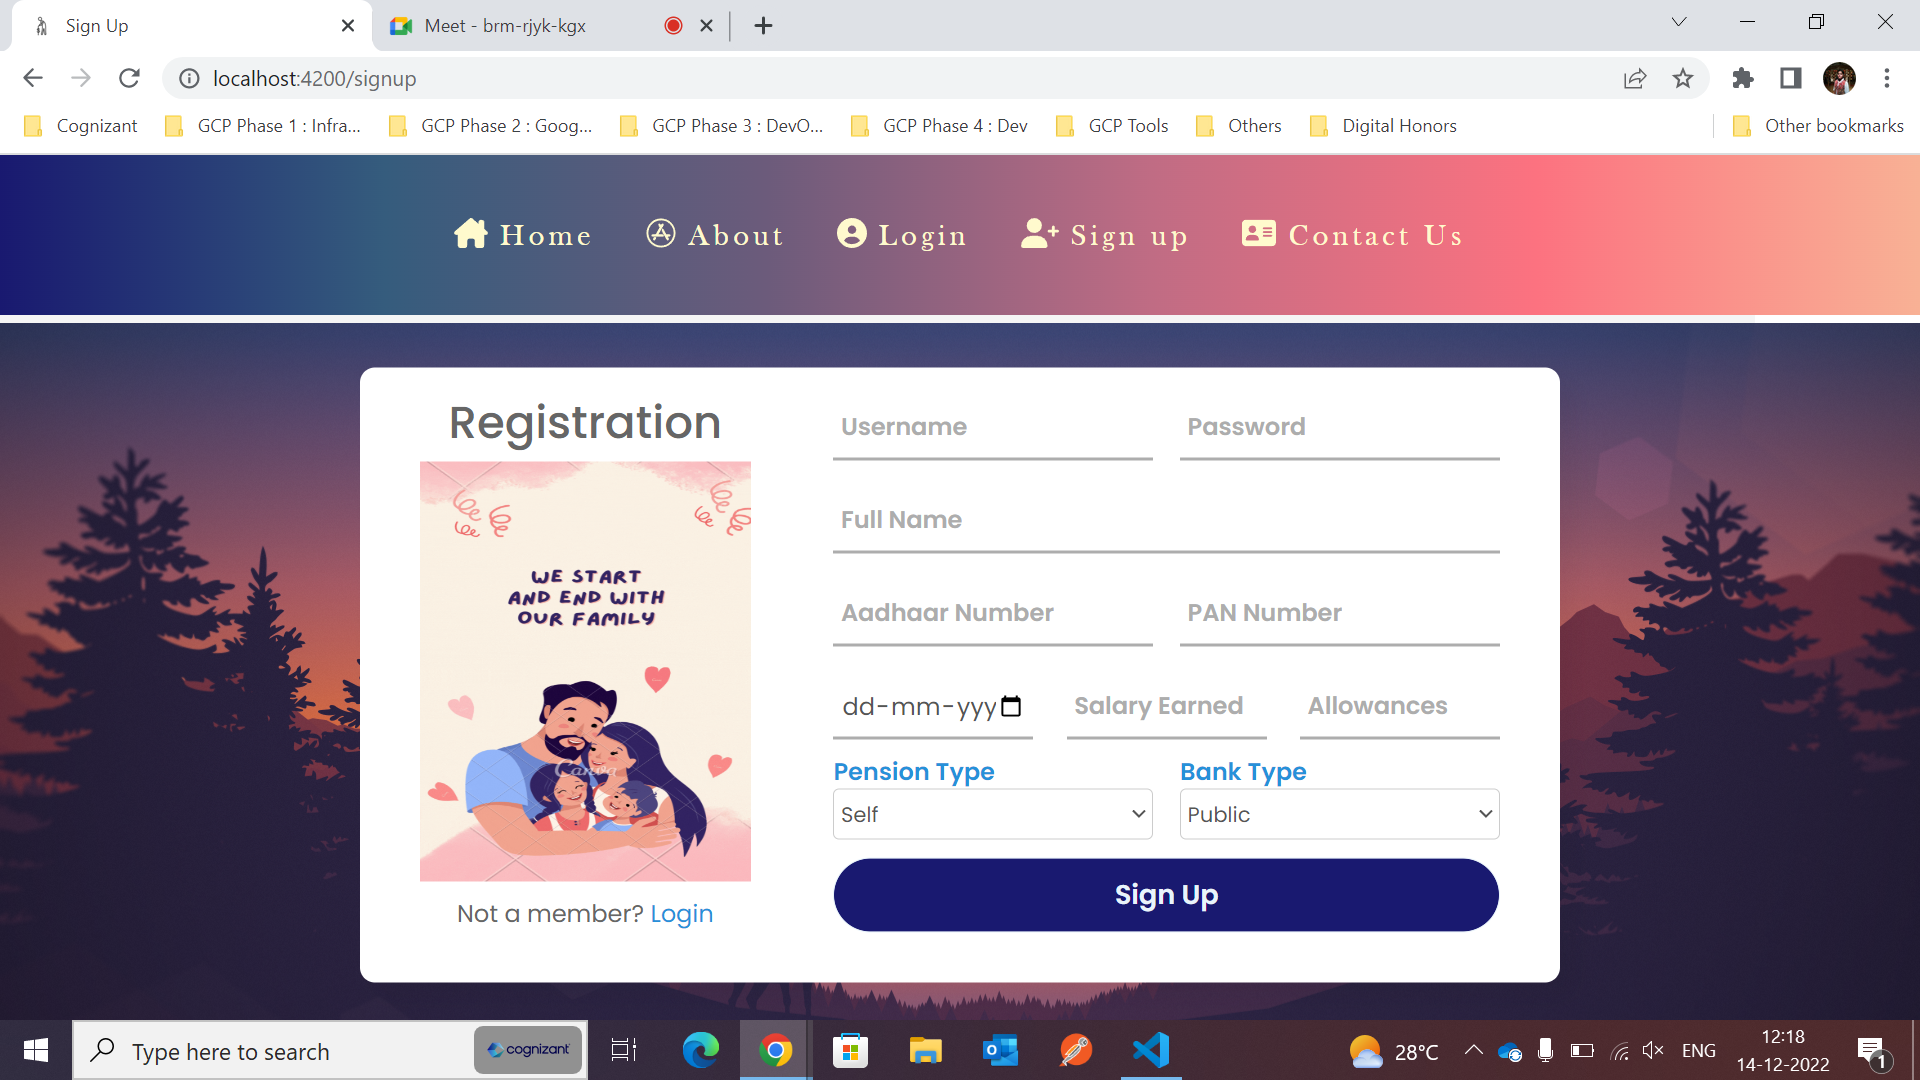 Sign Up
Meet - brm-rjyk-kgx
localhost:4200/signup
Cognizant
GCP Phase 1 : Infra...
GCP Phase 2 : Goog...
GCP Phase 3 : DevO...
GCP Phase 4 : Dev
GCP Tools
Others
Digital Honors
Other bookmarks
Home
About
Login
Sign up
Contact Us
Registration
WE START
AND END WITH
OUR FAMILY
Canva
Not a member? Login
Username
Password
Full Name
Aadhaar Number
PAN Number
dd-mm-yyy
Salary Earned
Allowances
Pension Type
Bank Type
Self
Public
Sign Up
Type here to search
cognizant
28°C
ENG
12:18
14-12-2022
1